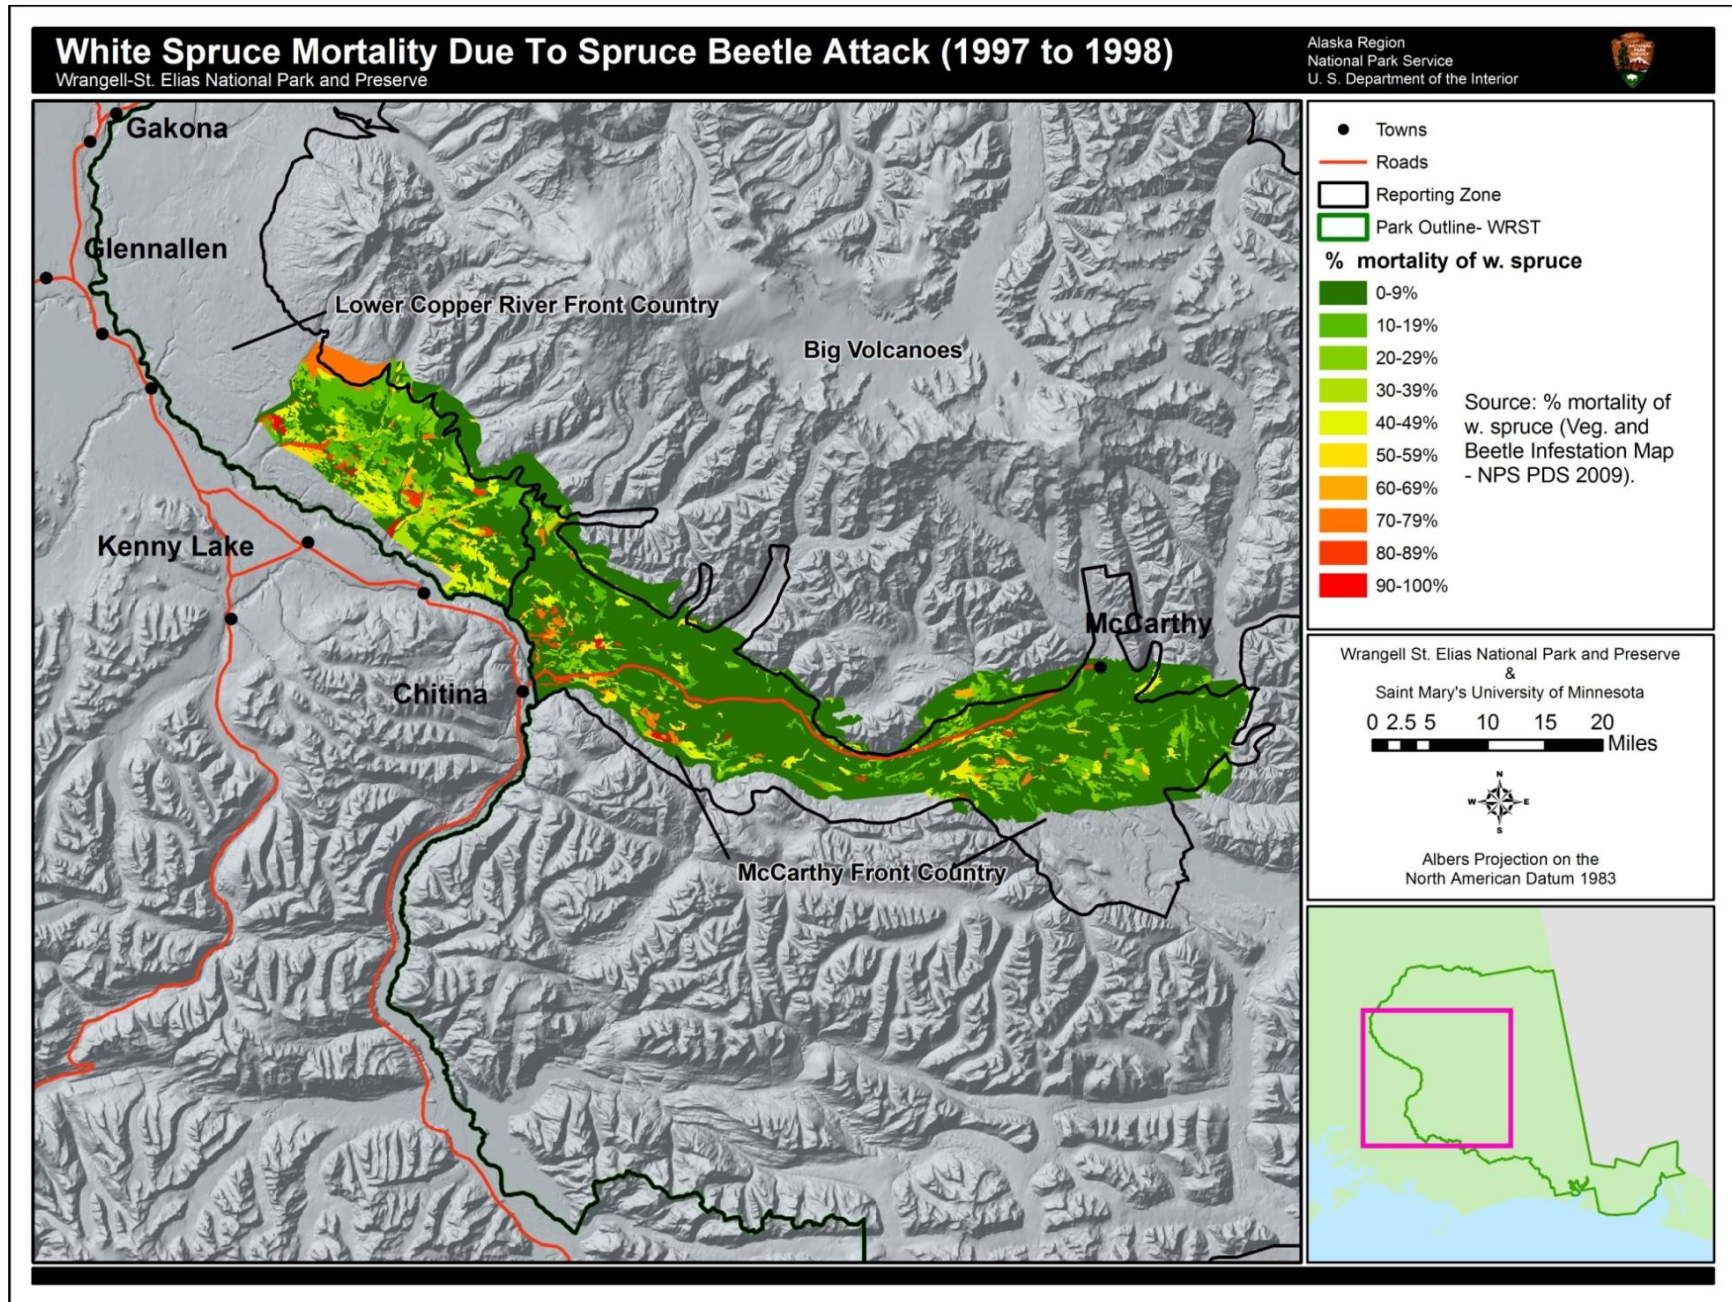 White Spruce Mortality Due To Spruce Beetle Attack (1997 to 1998)
Wrangell-St. Elias National Park and Preserve
Alaska Region
National Park Service
U. S. Department of the Interior
Gakona
Glennallen
Lower Copper River Front Country
Big Volcanoes
Kenny Lake
McCarthy
Chitina
McCarthy Front Country
Towns
Roads
Reporting Zone
Park Outline- WRST
% mortality of w. spruce
0-9%
10-19%
20-29%
30-39%
40-49%
50-59%
60-69%
70-79%
80-89%
90-100%
Source: % mortality of
w. spruce (Veg. and
Beetle Infestation Map
- NPS PDS 2009).
Wrangell St. Elias National Park and Preserve
&
Saint Mary's University of Minnesota
0 2.5 5 10 15 20
Miles
N
W E
S
Albers Projection on the
North American Datum 1983